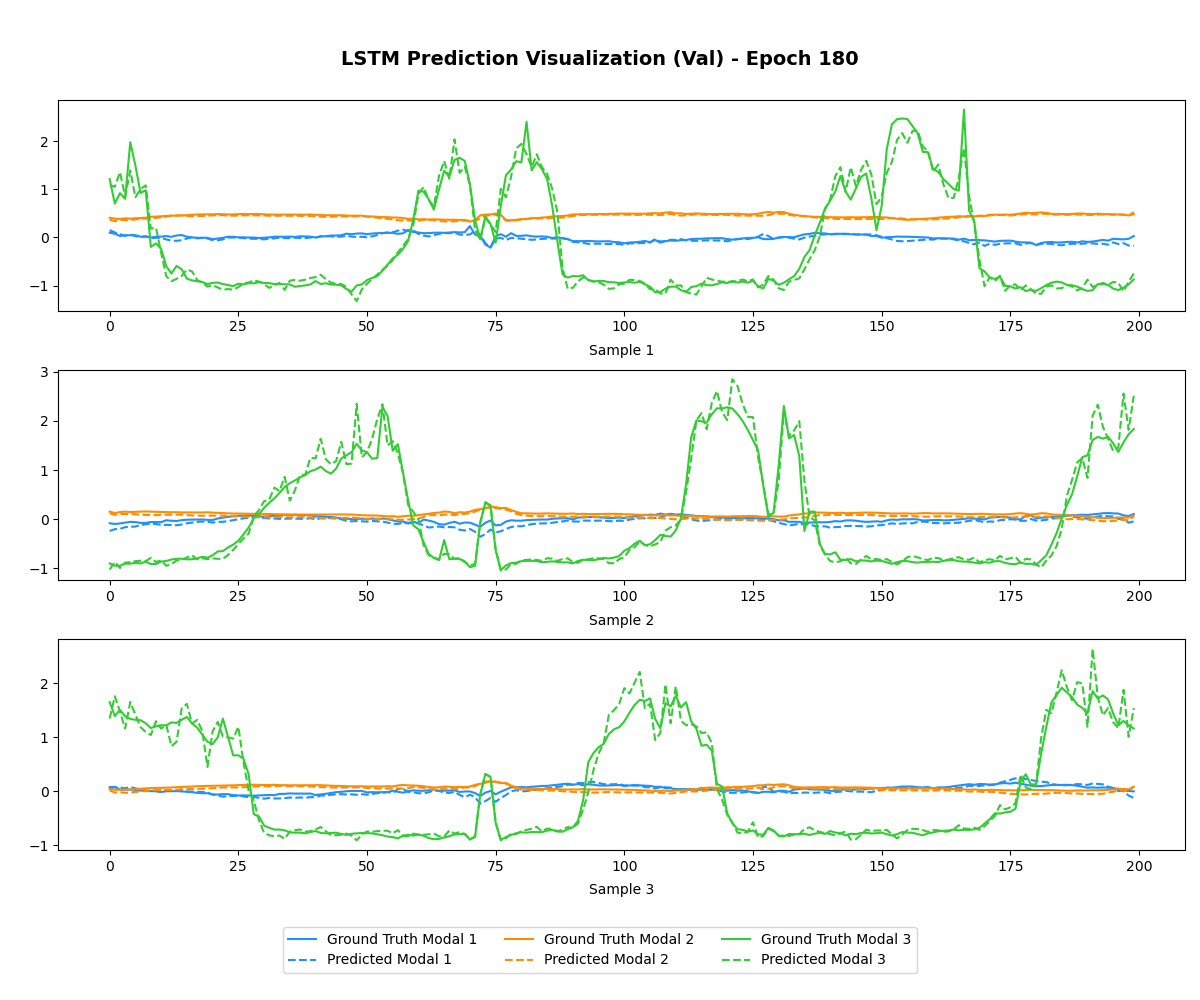 LSTM Prediction Visualization (Val) - Epoch 180
2
1
0
−1
0 25 50 75 100 125 150 175 200
Sample 1
3
2
1
0
−1
0 25 50 75 100 125 150 175 200
Sample 2
2
1
0
−1
0 25 50 75 100 125 150 175 200
Sample 3
Ground Truth Modal 1 Ground Truth Modal 2 Ground Truth Modal 3
Predicted Modal 1 Predicted Modal 2 Predicted Modal 3